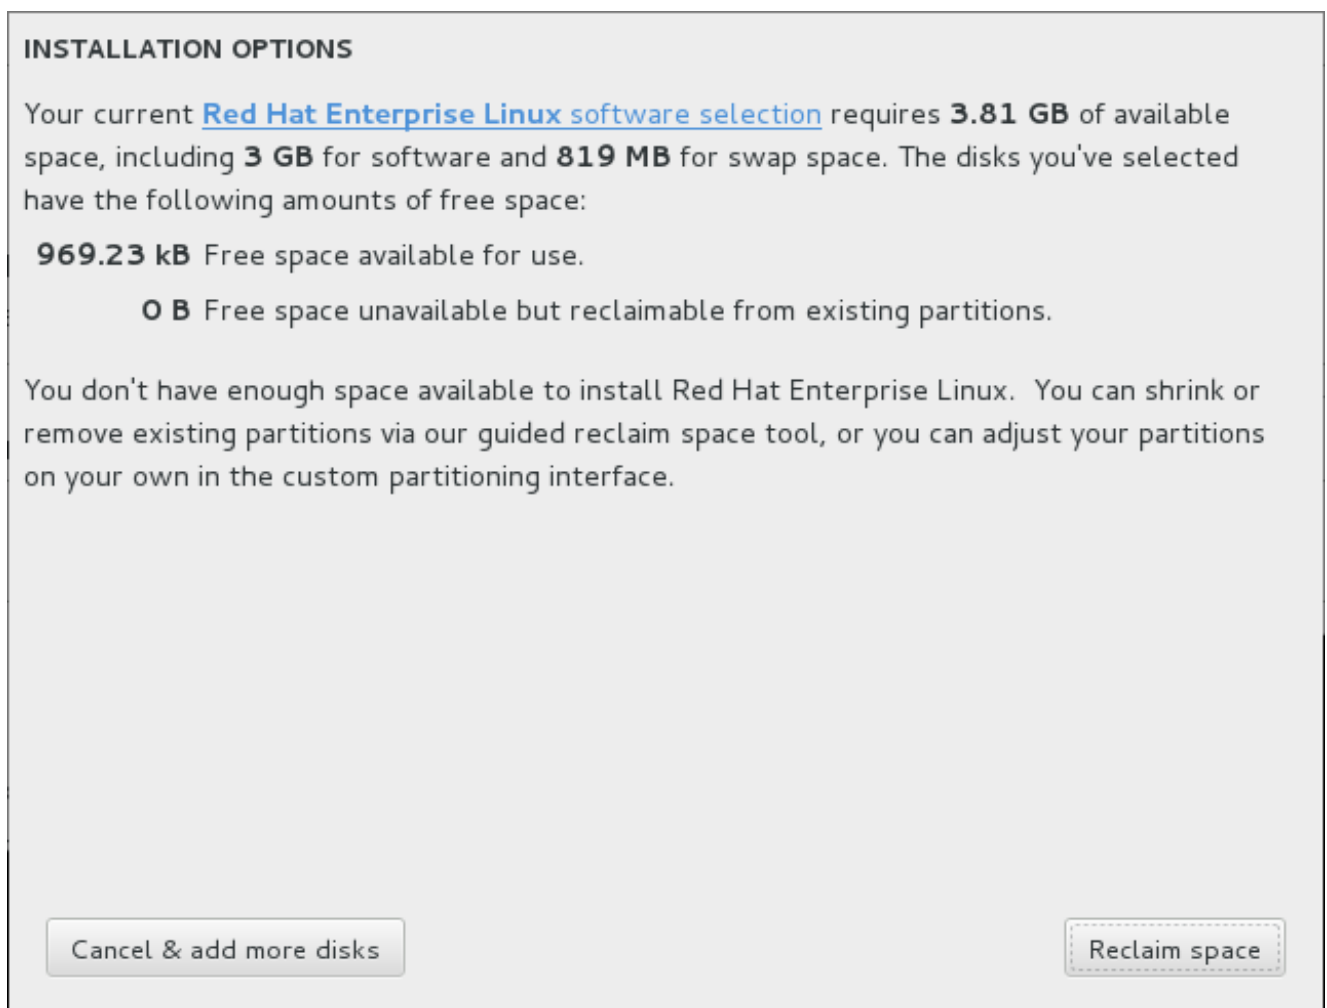 INSTALLATION OPTIONS
Your current Red Hat Enterprise Linux software selection requires 3.81 GB of available
space, including 3 GB for software and 819 MB for swap space. The disks you've selected
have the following amounts of free space:
969.23 kB Free space available for use.
0 B Free space unavailable but reclaimable from existing partitions.
You don't have enough space available to install Red Hat Enterprise Linux.  You can shrink or
remove existing partitions via our guided reclaim space tool, or you can adjust your partitions
on your own in the custom partitioning interface.
Cancel & add more disks
Reclaim space